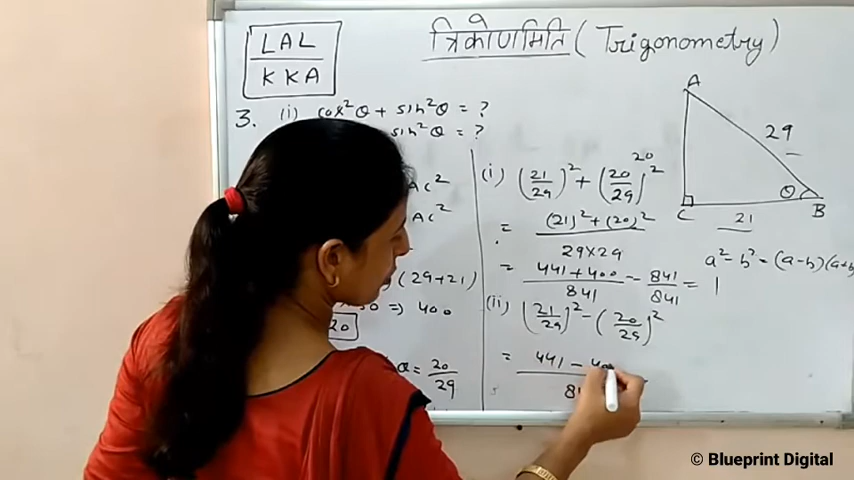 त्रिकोणमिति ( Trigonometry )
LAL
KKA
3. (i) cos²θ + sin²θ = ?
sin²θ = ?
AC²
AC²
(29+21)
=> 400
20
θ = 20/29
(i) (21/29)² + (20/29)²
20
= (21)² + (20)² / 29×29
= 441 + 400 / 841 = 841/841 = 1
(ii) (21/29)² - (20/29)²
= 441 - 400
A
29
θ
C
21
B
a² - b² = (a-b)(a+b
© Blueprint Digital